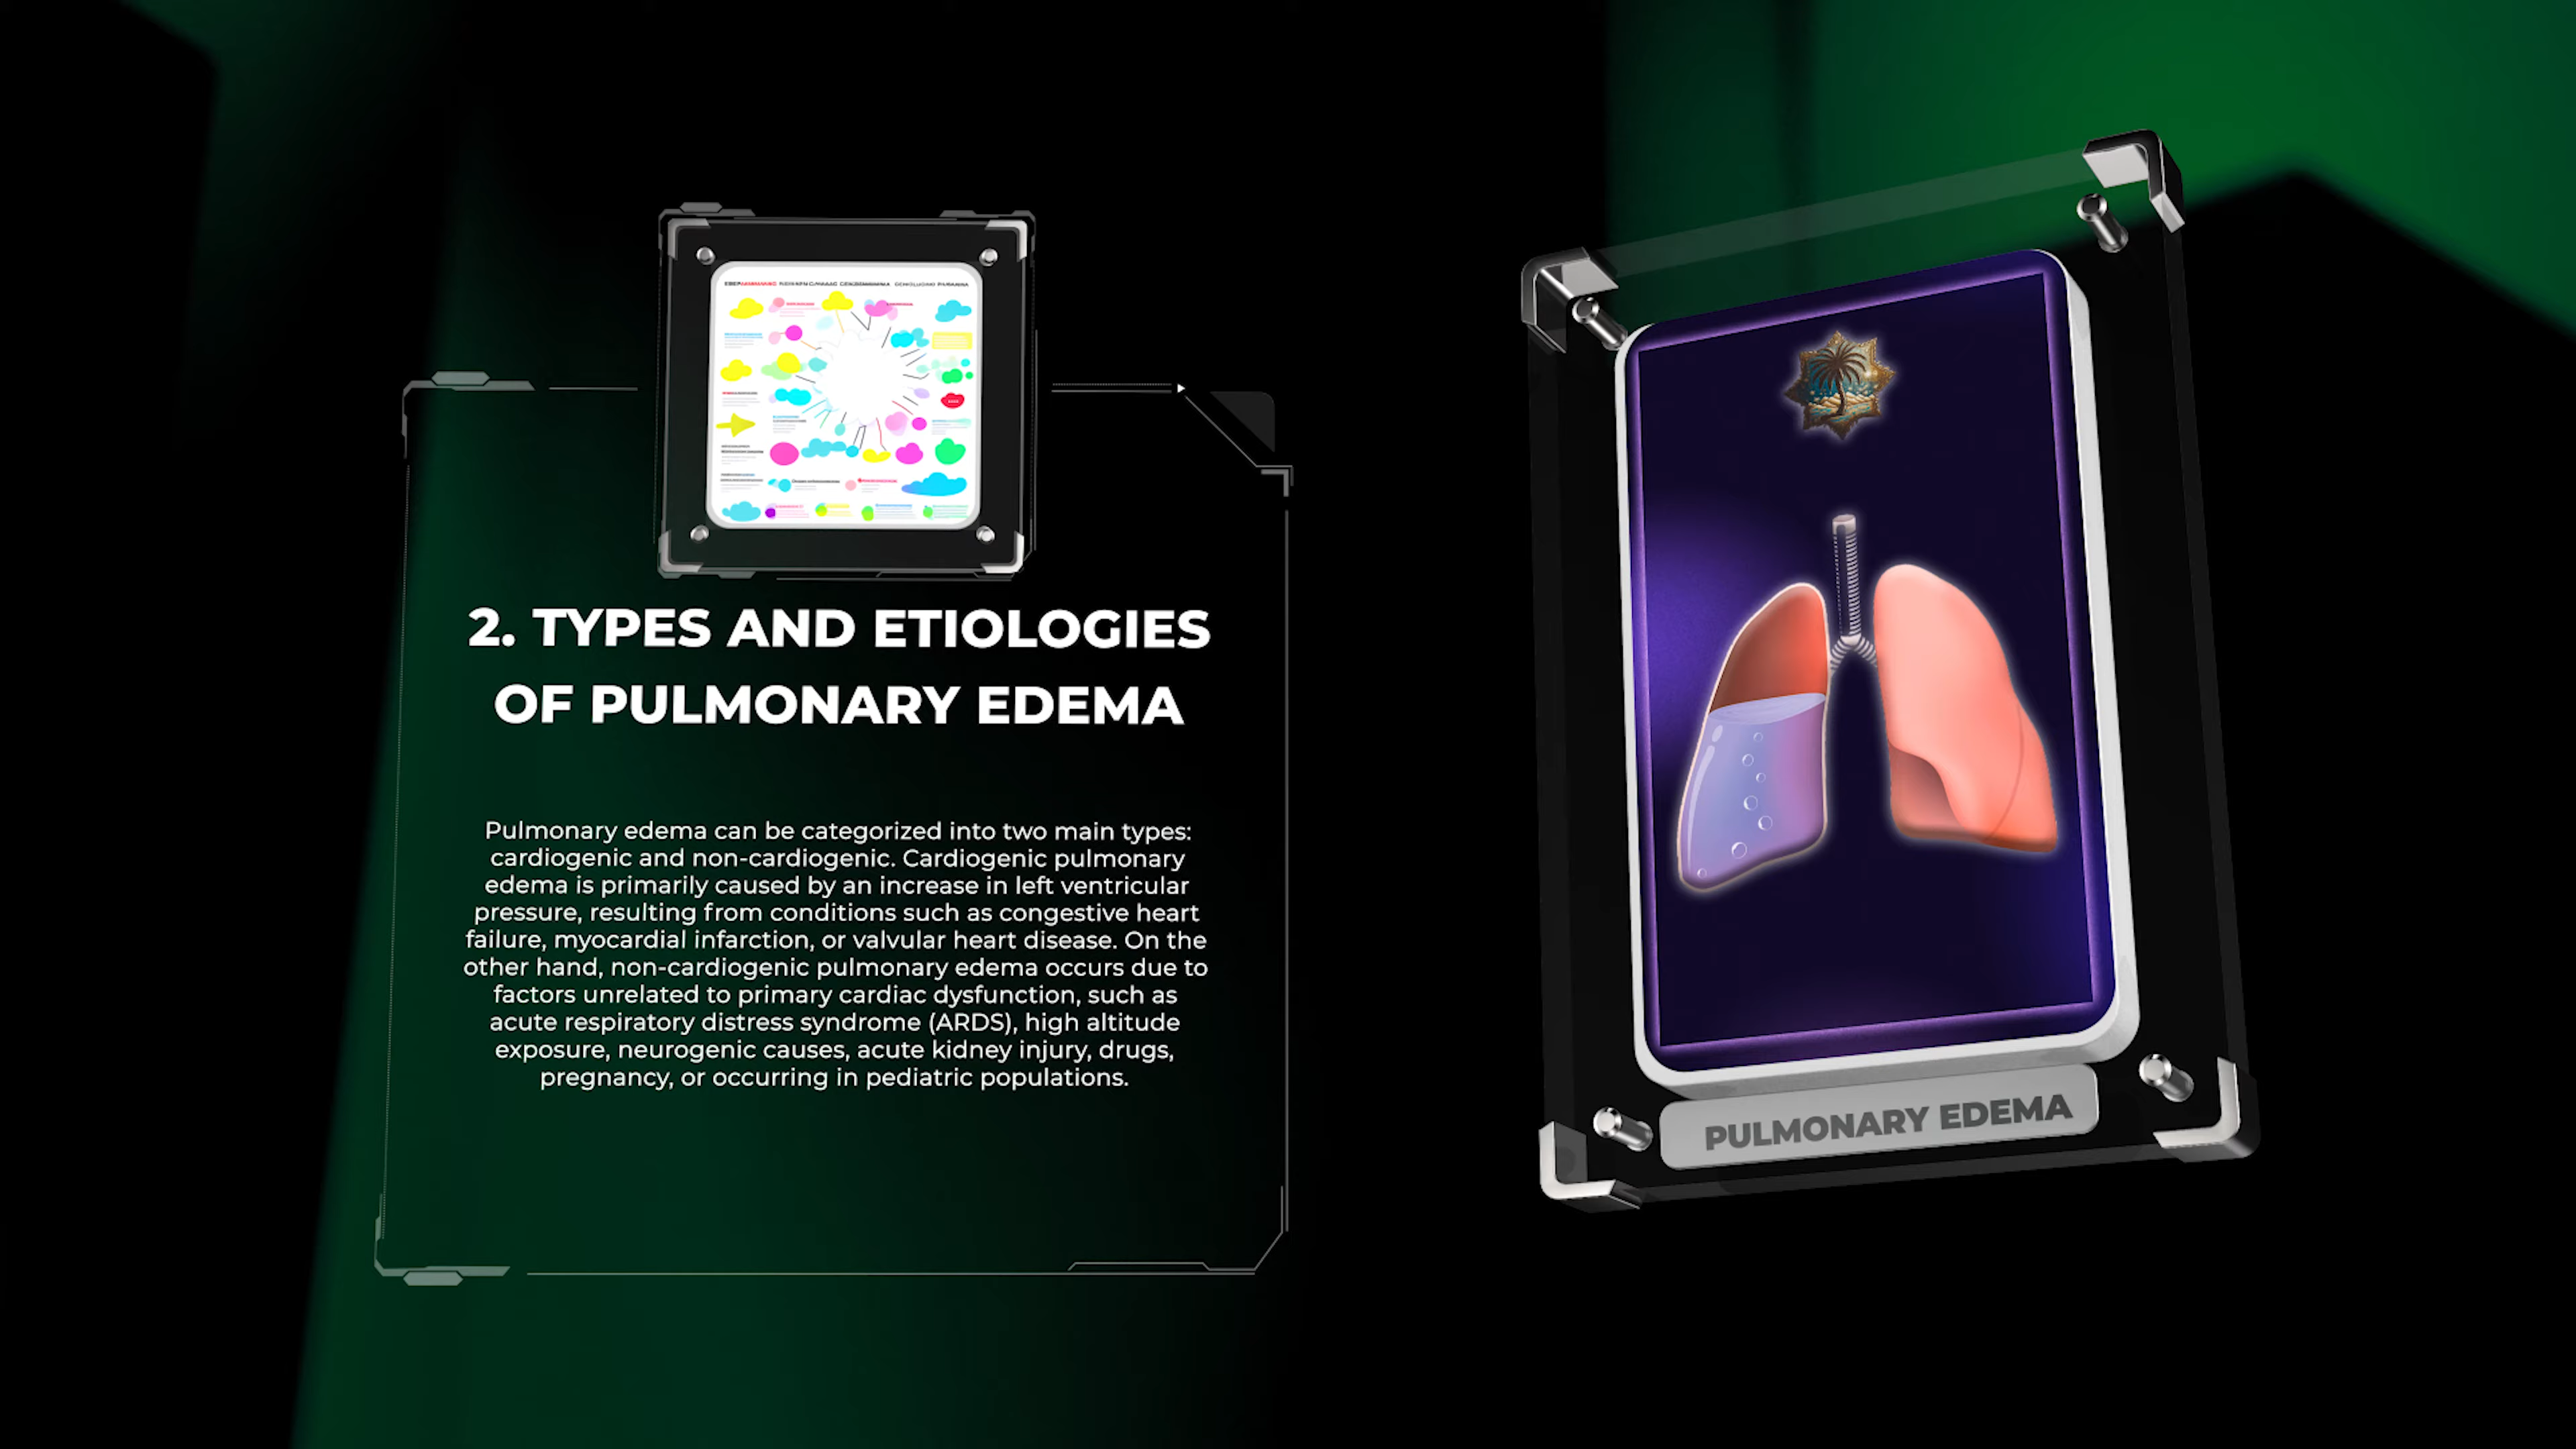 2. TYPES AND ETIOLOGIES
OF PULMONARY EDEMA
Pulmonary edema can be categorized into two main types:
cardiogenic and non-cardiogenic. Cardiogenic pulmonary
edema is primarily caused by an increase in left ventricular
pressure, resulting from conditions such as congestive heart
failure, myocardial infarction, or valvular heart disease. On the
other hand, non-cardiogenic pulmonary edema occurs due to
factors unrelated to primary cardiac dysfunction, such as
acute respiratory distress syndrome (ARDS), high altitude
exposure, neurogenic causes, acute kidney injury, drugs,
pregnancy, or occurring in pediatric populations.
PULMONARY EDEMA